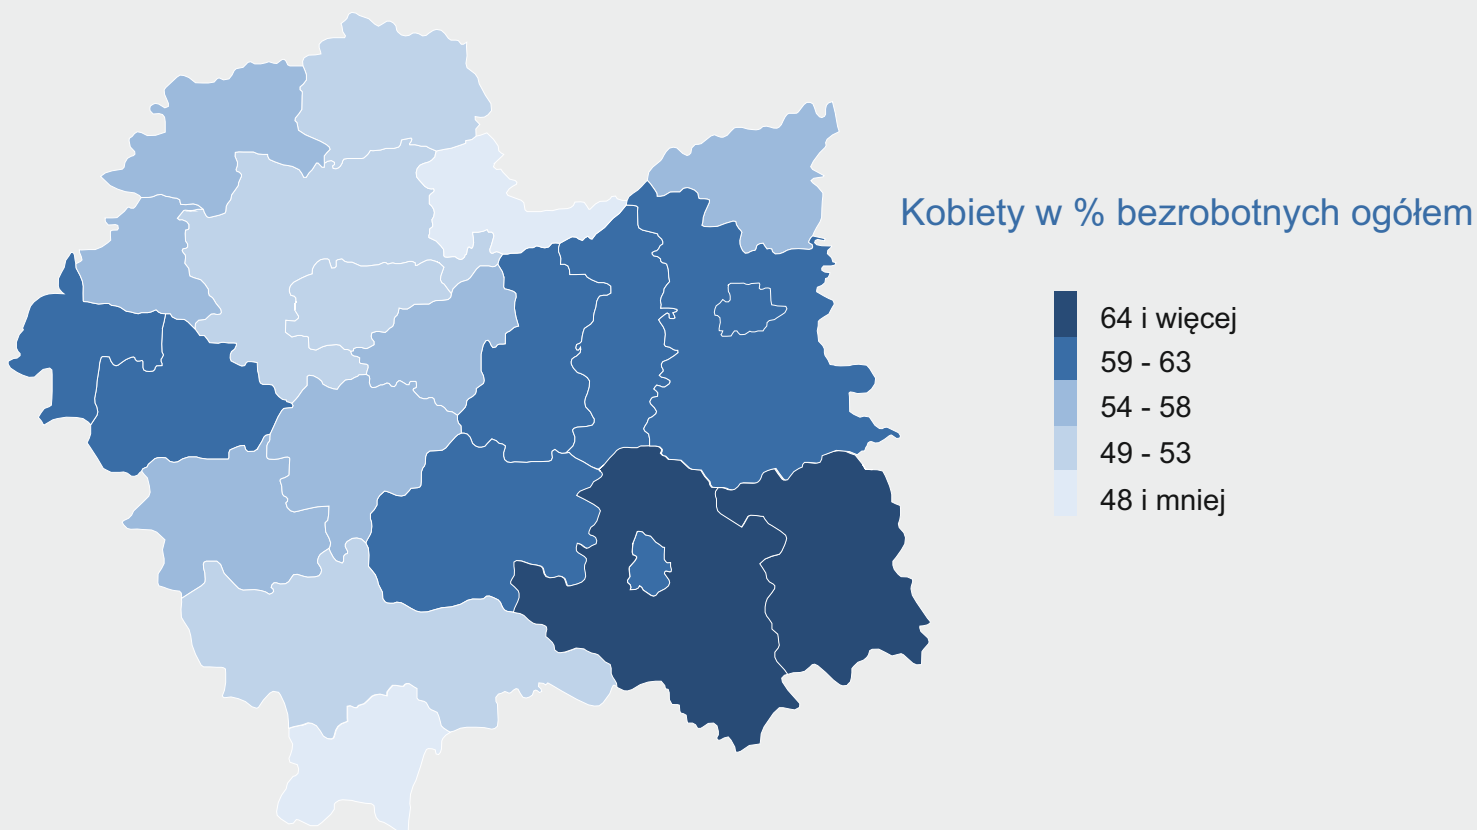 Kobiety w % bezrobotnych ogółem
64 i więcej
59 - 63
54 - 58
49 - 53
48 i mniej